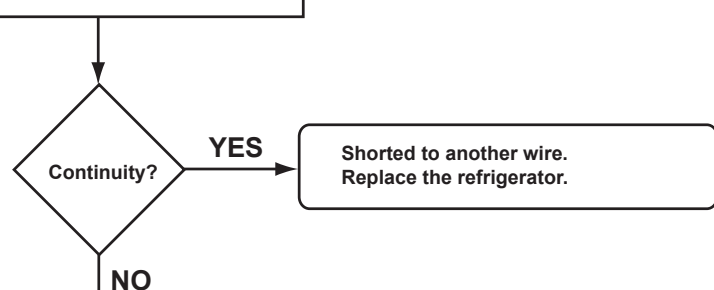 YES
Continuity?
Shorted to another wire.
Replace the refrigerator.
NO